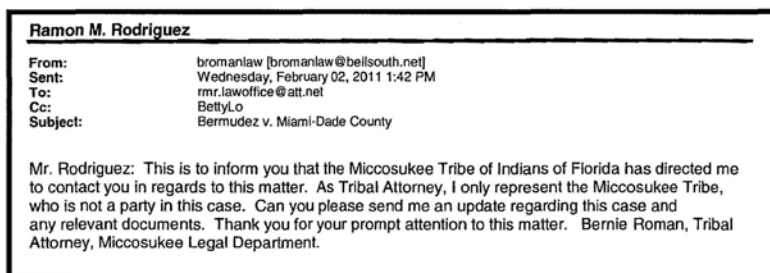 Ramon M. Rodriguez
From: bromanlaw [bromanlaw@bellsouth.net]
Sent: Wednesday, February 02, 2011 1:42 PM
To: rmr.lawoffice@att.net
Cc: BettyLo
Subject: Bermudez v. Miami-Dade County
Mr. Rodriguez: This is to inform you that the Miccosukee Tribe of Indians of Florida has directed me
to contact you in regards to this matter. As Tribal Attorney, I only represent the Miccosukee Tribe,
who is not a party in this case. Can you please send me an update regarding this case and
any relevant documents. Thank you for your prompt attention to this matter. Bernie Roman, Tribal
Attorney, Miccosukee Legal Department.